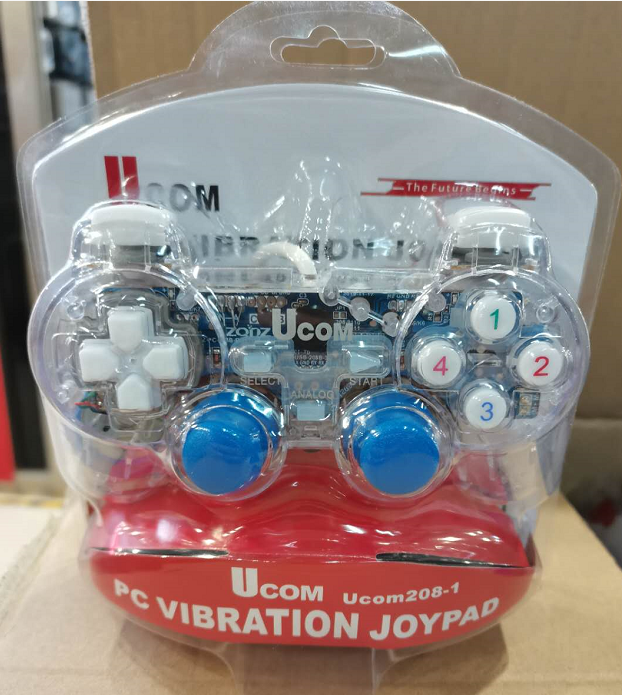 UCOM
The Future Begins
UCOM
SELECT START
ANALOG
1
4 2
3
UCOM Ucom208-1
PC VIBRATION JOYPAD